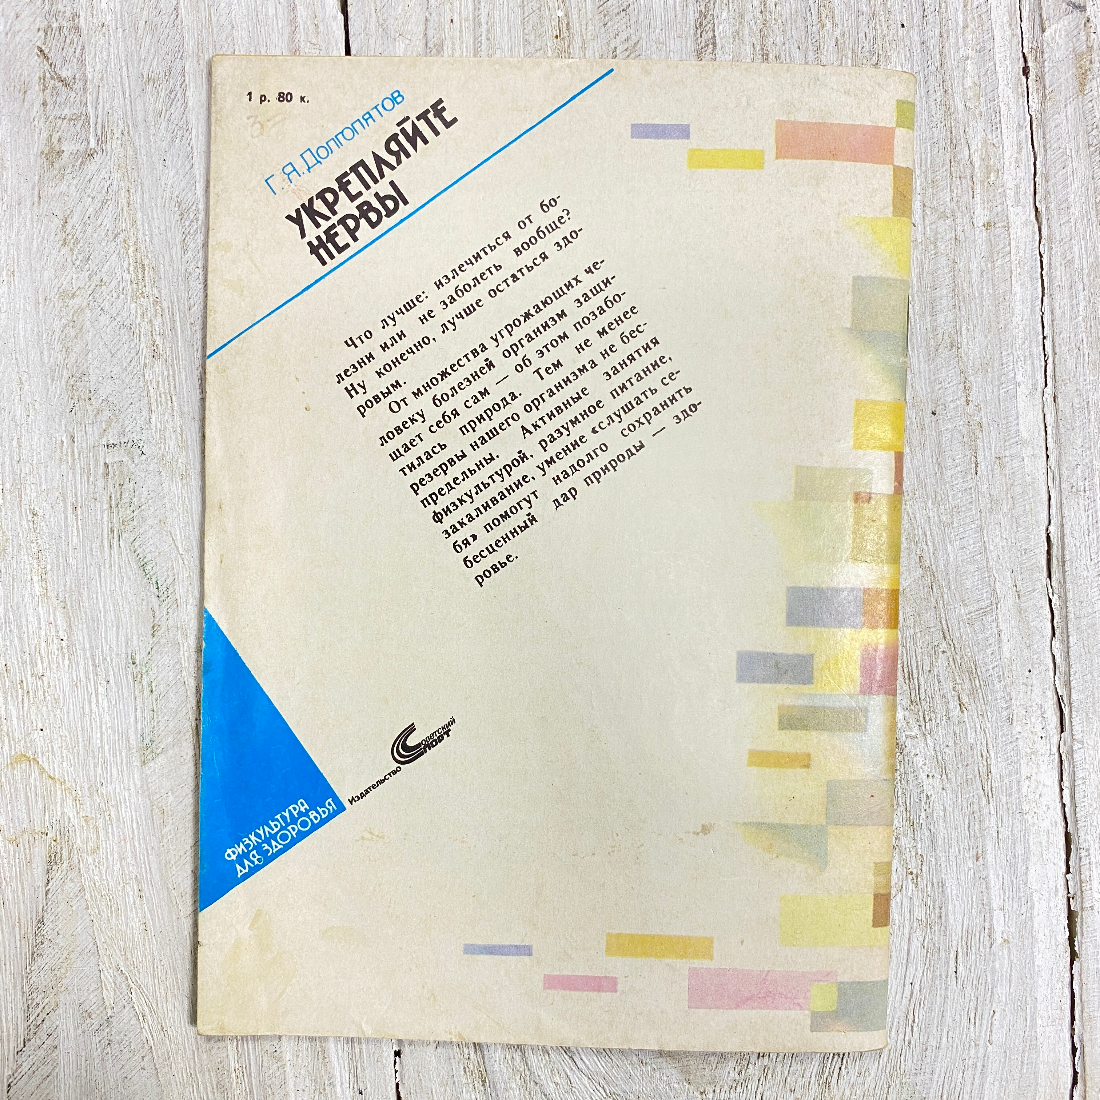 1 р. 80 к.
Г. Я. Долгопятов
УКРЕПЛЯЙТЕ
НЕРВЫ
Что лучше: излечиться от бо-
лезни или не заболеть вообще?
Ну конечно, лучше остаться здо-
ровым.
От множества угрожающих че-
ловеку болезней организм защи-
щает себя сам — об этом позабо-
тилась природа. Тем не менее
резервы нашего организма не бес-
предельны. Активные занятия
физкультурой, разумное питание,
закаливание, умение «слушать се-
бя» помогут надолго сохранить
бесценный дар природы — здо-
ровье.
Издательство Советский
спорт
ФИЗКУЛЬТУРА
ДЛЯ ЗДОРОВЬЯ